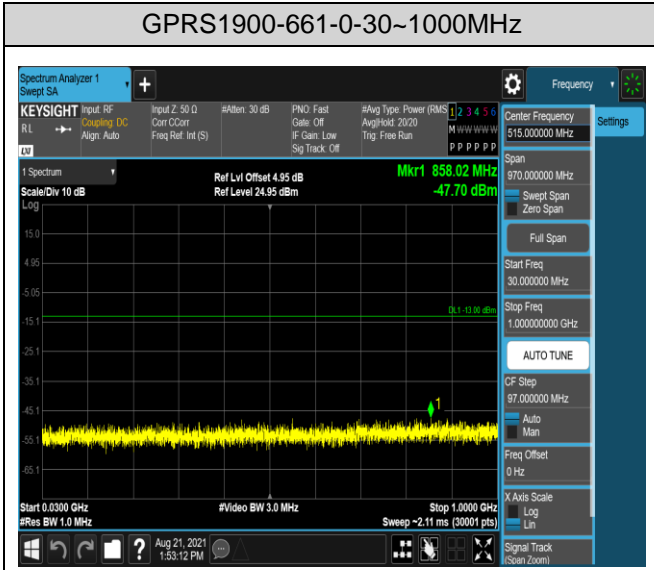 GPRS1900-661-0-30~1000MHz
Spectrum Analyzer 1
Swept SA
+
Frequency
KEYSIGHT
RL
LXI
Input: RF
Coupling: DC
Align: Auto
Input Z: 50 Ω
Corr CCorr
Freq Ref: Int (S)
#Atten: 30 dB
PNO: Fast
Gate: Off
IF Gain: Low
Sig Track: Off
#Avg Type: Power (RMS
Avg|Hold: 20/20
Trig: Free Run
1 2 3 4 5 6
M W W W W W
P P P P P P
Center Frequency
515.000000 MHz
Settings
Span
970.000000 MHz
Swept Span
Zero Span
Full Span
Start Freq
30.000000 MHz
Stop Freq
1.000000000 GHz
AUTO TUNE
CF Step
97.000000 MHz
Auto
Man
Freq Offset
0 Hz
X Axis Scale
Log
Lin
Signal Track
(Span Zoom)
1 Spectrum
Scale/Div 10 dB
Log
Ref Lvl Offset 4.95 dB
Ref Level 24.95 dBm
Mkr1 858.02 MHz
-47.70 dBm
15.0
4.95
-5.05
DL1 -13.00 dBm
-15.1
-25.1
-35.1
-45.1
1
-55.1
-65.1
Start 0.0300 GHz
#Res BW 1.0 MHz
#Video BW 3.0 MHz
Stop 1.0000 GHz
Sweep ~2.11 ms (30001 pts)
?
Aug 21, 2021
1:53:12 PM